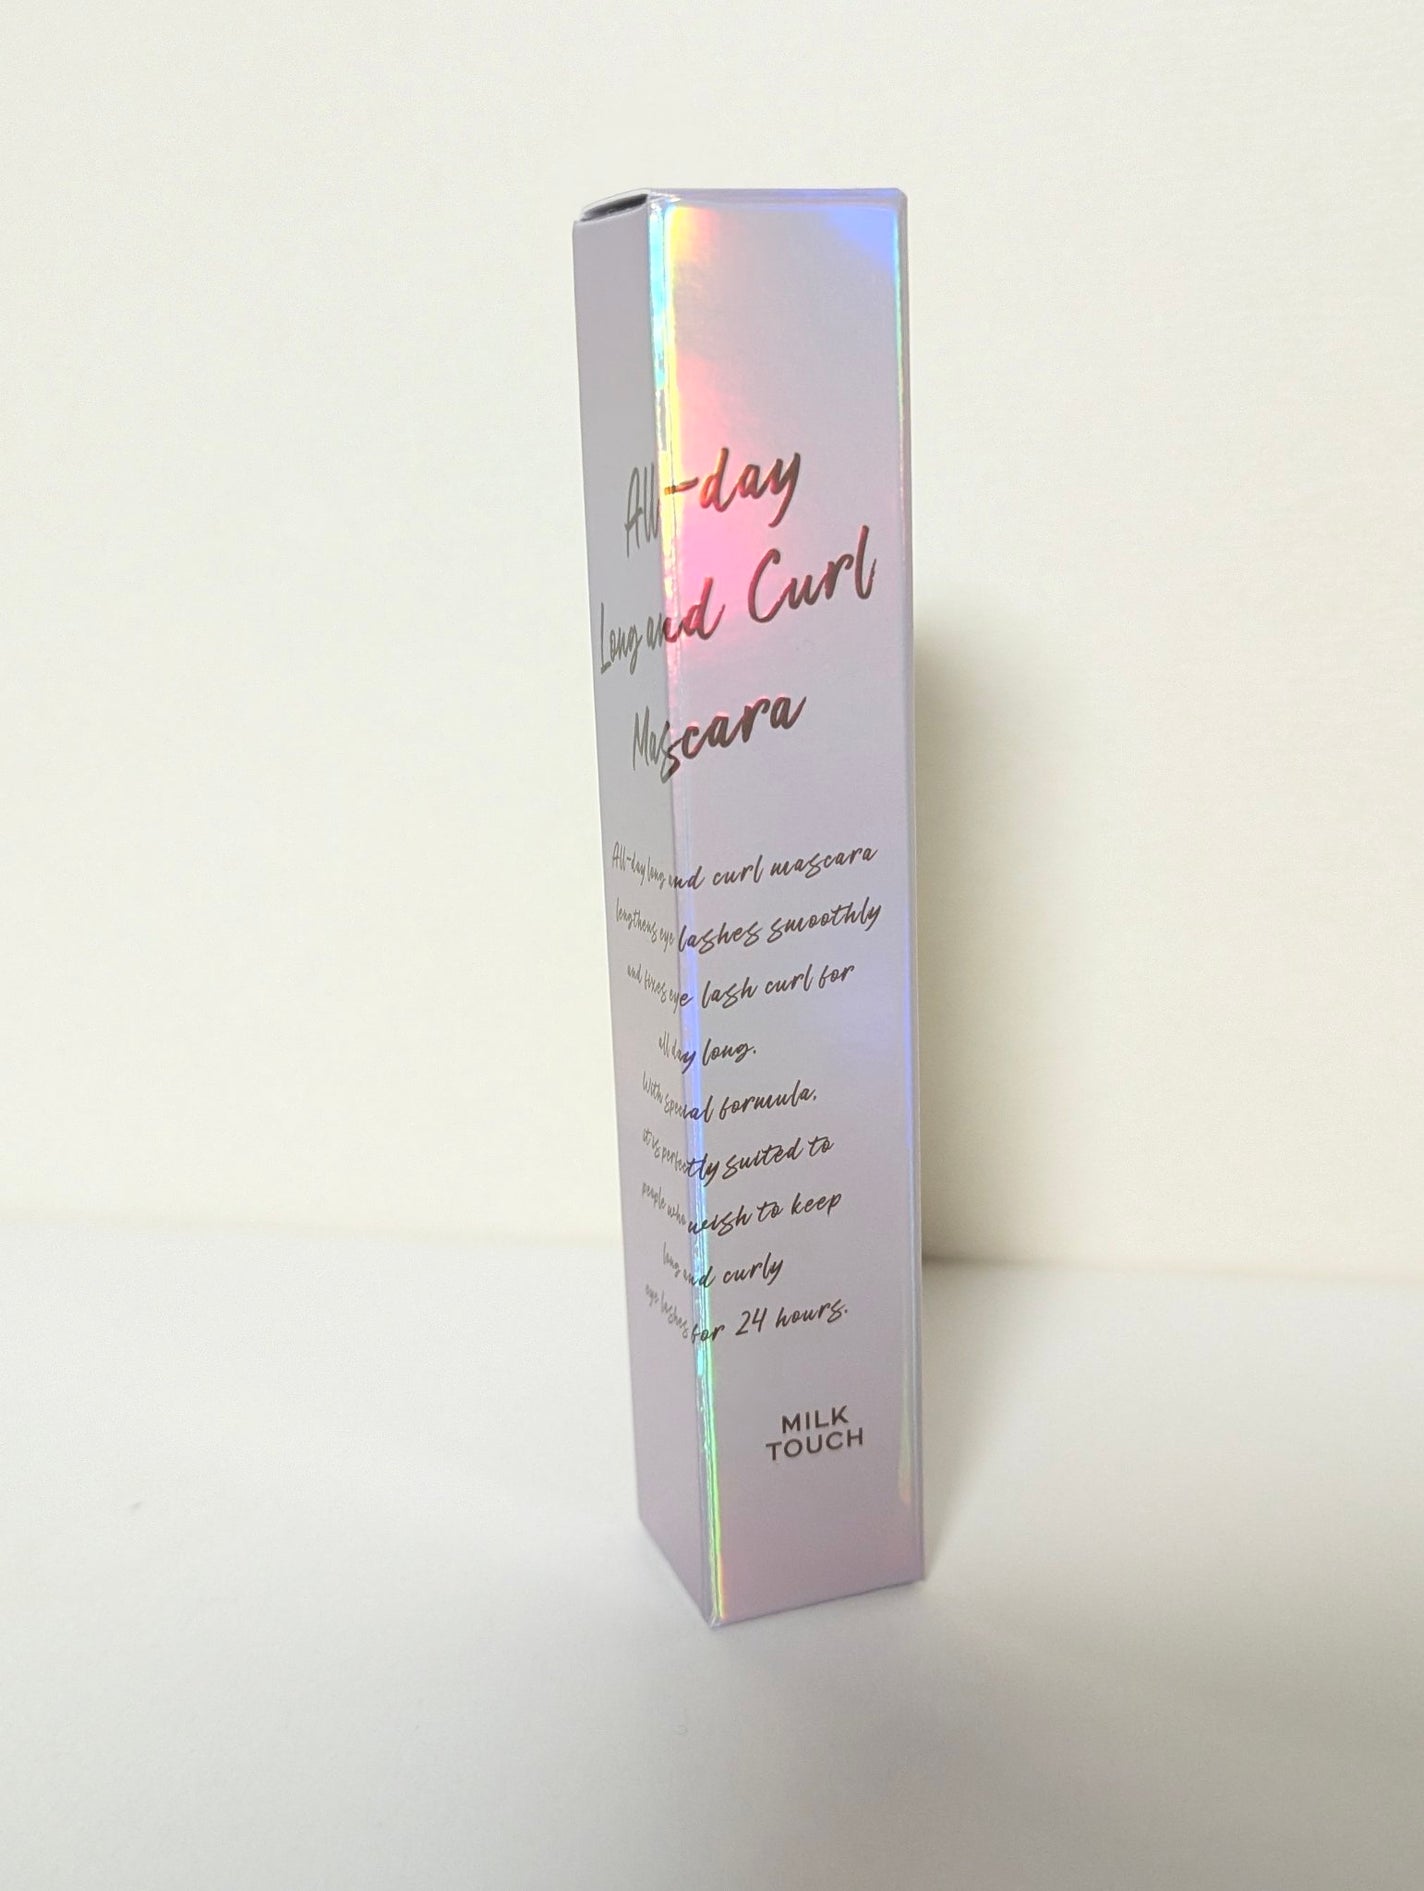 All-day
Long and Curl
Mascara
All-day long and curl mascara
lengthens eye lashes smoothly
and fixes eye lash curl for
all day long.
With special formula,
it is perfectly suited to
people who wish to keep
long and curly
eye lashes for 24 hours.
MILK
TOUCH